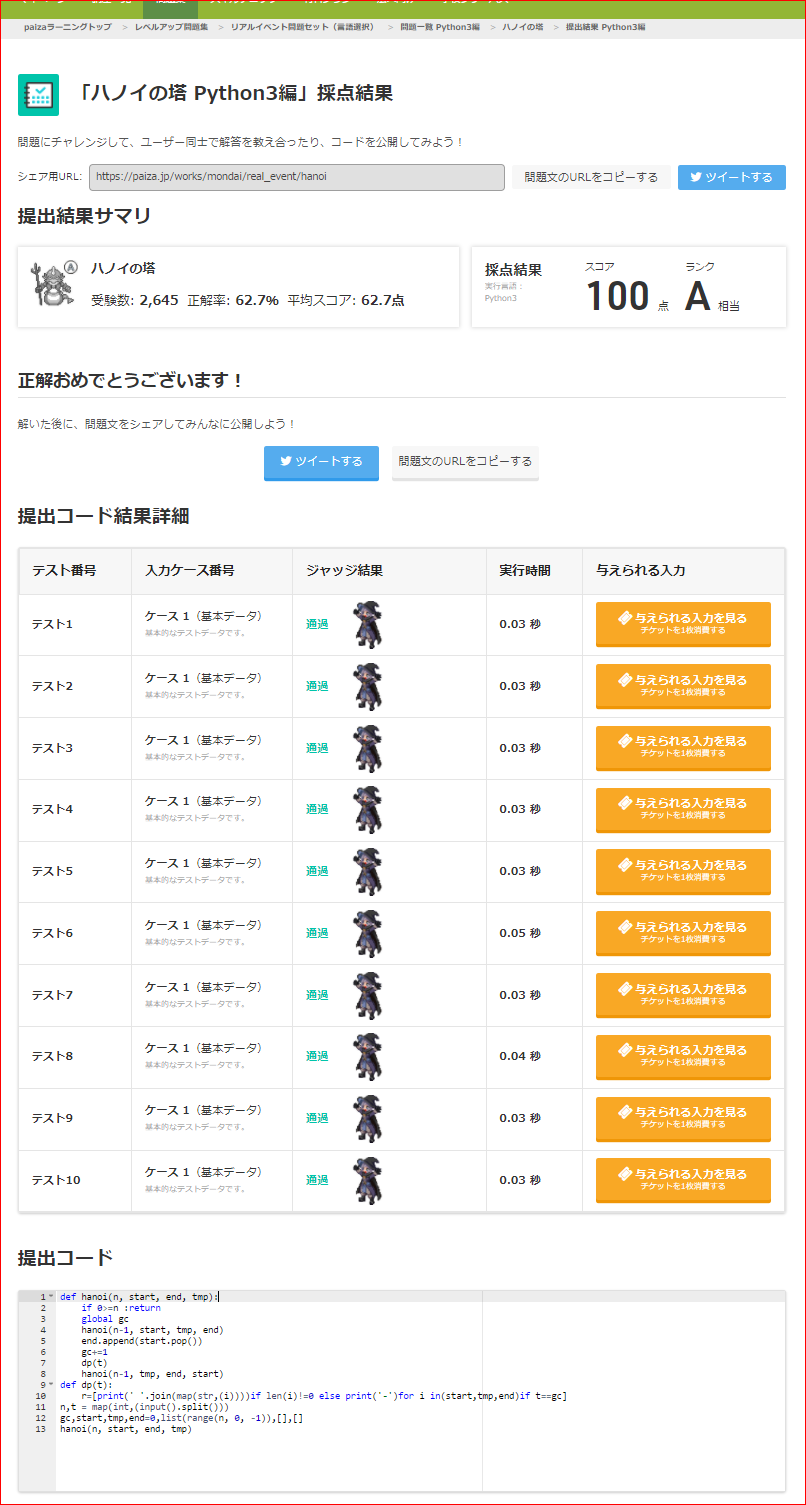 paizaラーニングトップ > レベルアップ問題集 > リアルイベント問題セット（言語選択） > 問題一覧 Python3編 > ハノイの塔 > 提出結果 Python3編
「ハノイの塔 Python3編」採点結果
問題にチャレンジして、ユーザー同士で解答を教え合ったり、コードを公開してみよう！
シェア用URL: https://paiza.jp/works/mondai/real_event/hanoi 問題文のURLをコピーする ツイートする
提出結果サマリ
A ハノイの塔
受験数: 2,645 正解率: 62.7% 平均スコア: 62.7点
採点結果 スコア ランク
実行言語：
Python3
100 点 A 相当
正解おめでとうございます！
解いた後に、問題文をシェアしてみんなに公開しよう！
ツイートする 問題文のURLをコピーする
提出コード結果詳細
テスト番号 入力ケース番号 ジャッジ結果 実行時間 与えられる入力
テスト1 ケース 1（基本データ） 通過 0.03 秒 与えられる入力を見る
基本的なテストデータです。 チケットを1枚消費する
テスト2 ケース 1（基本データ） 通過 0.03 秒 与えられる入力を見る
基本的なテストデータです。 チケットを1枚消費する
テスト3 ケース 1（基本データ） 通過 0.03 秒 与えられる入力を見る
基本的なテストデータです。 チケットを1枚消費する
テスト4 ケース 1（基本データ） 通過 0.03 秒 与えられる入力を見る
基本的なテストデータです。 チケットを1枚消費する
テスト5 ケース 1（基本データ） 通過 0.03 秒 与えられる入力を見る
基本的なテストデータです。 チケットを1枚消費する
テスト6 ケース 1（基本データ） 通過 0.05 秒 与えられる入力を見る
基本的なテストデータです。 チケットを1枚消費する
テスト7 ケース 1（基本データ） 通過 0.03 秒 与えられる入力を見る
基本的なテストデータです。 チケットを1枚消費する
テスト8 ケース 1（基本データ） 通過 0.04 秒 与えられる入力を見る
基本的なテストデータです。 チケットを1枚消費する
テスト9 ケース 1（基本データ） 通過 0.03 秒 与えられる入力を見る
基本的なテストデータです。 チケットを1枚消費する
テスト10 ケース 1（基本データ） 通過 0.03 秒 与えられる入力を見る
基本的なテストデータです。 チケットを1枚消費する
提出コード
1 def hanoi(n, start, end, tmp):
2     if 0>=n :return
3     global gc
4     hanoi(n-1, start, tmp, end)
5     end.append(start.pop())
6     gc+=1
7     dp(t)
8     hanoi(n-1, tmp, end, start)
9 def dp(t):
10     r=[print(' '.join(map(str,(i))))if len(i)!=0 else print('-')for i in(start,tmp,end)if t==gc]
11 n,t = map(int,(input().split()))
12 gc,start,tmp,end=0,list(range(n, 0, -1)),[],[]
13 hanoi(n, start, end, tmp)